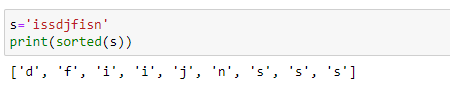 s='issdjfisn'
print(sorted(s))
['d', 'f', 'i', 'i', 'j', 'n', 's', 's', 's']